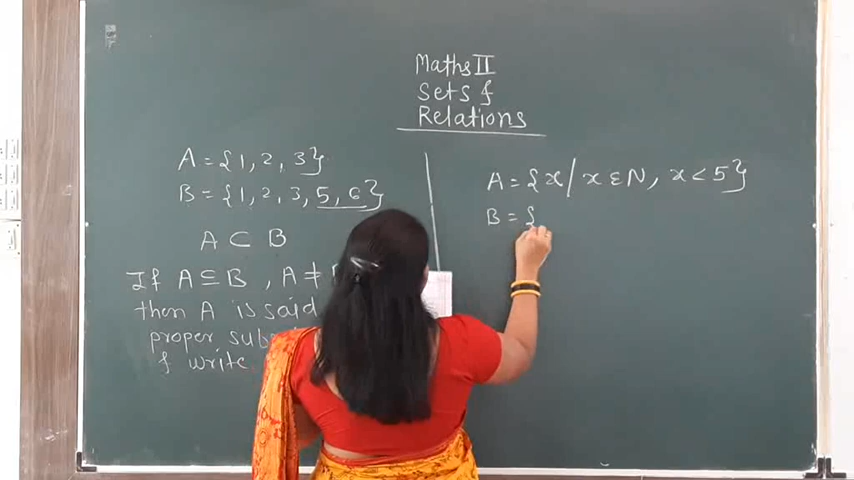 Maths II
Sets &
Relations
A = {1, 2, 3}
B = {1, 2, 3, 5, 6}
A ⊂ B
If A ⊆ B , A ≠
then A is said
proper
& write
A = {x / x ε N, x < 5}
B = {